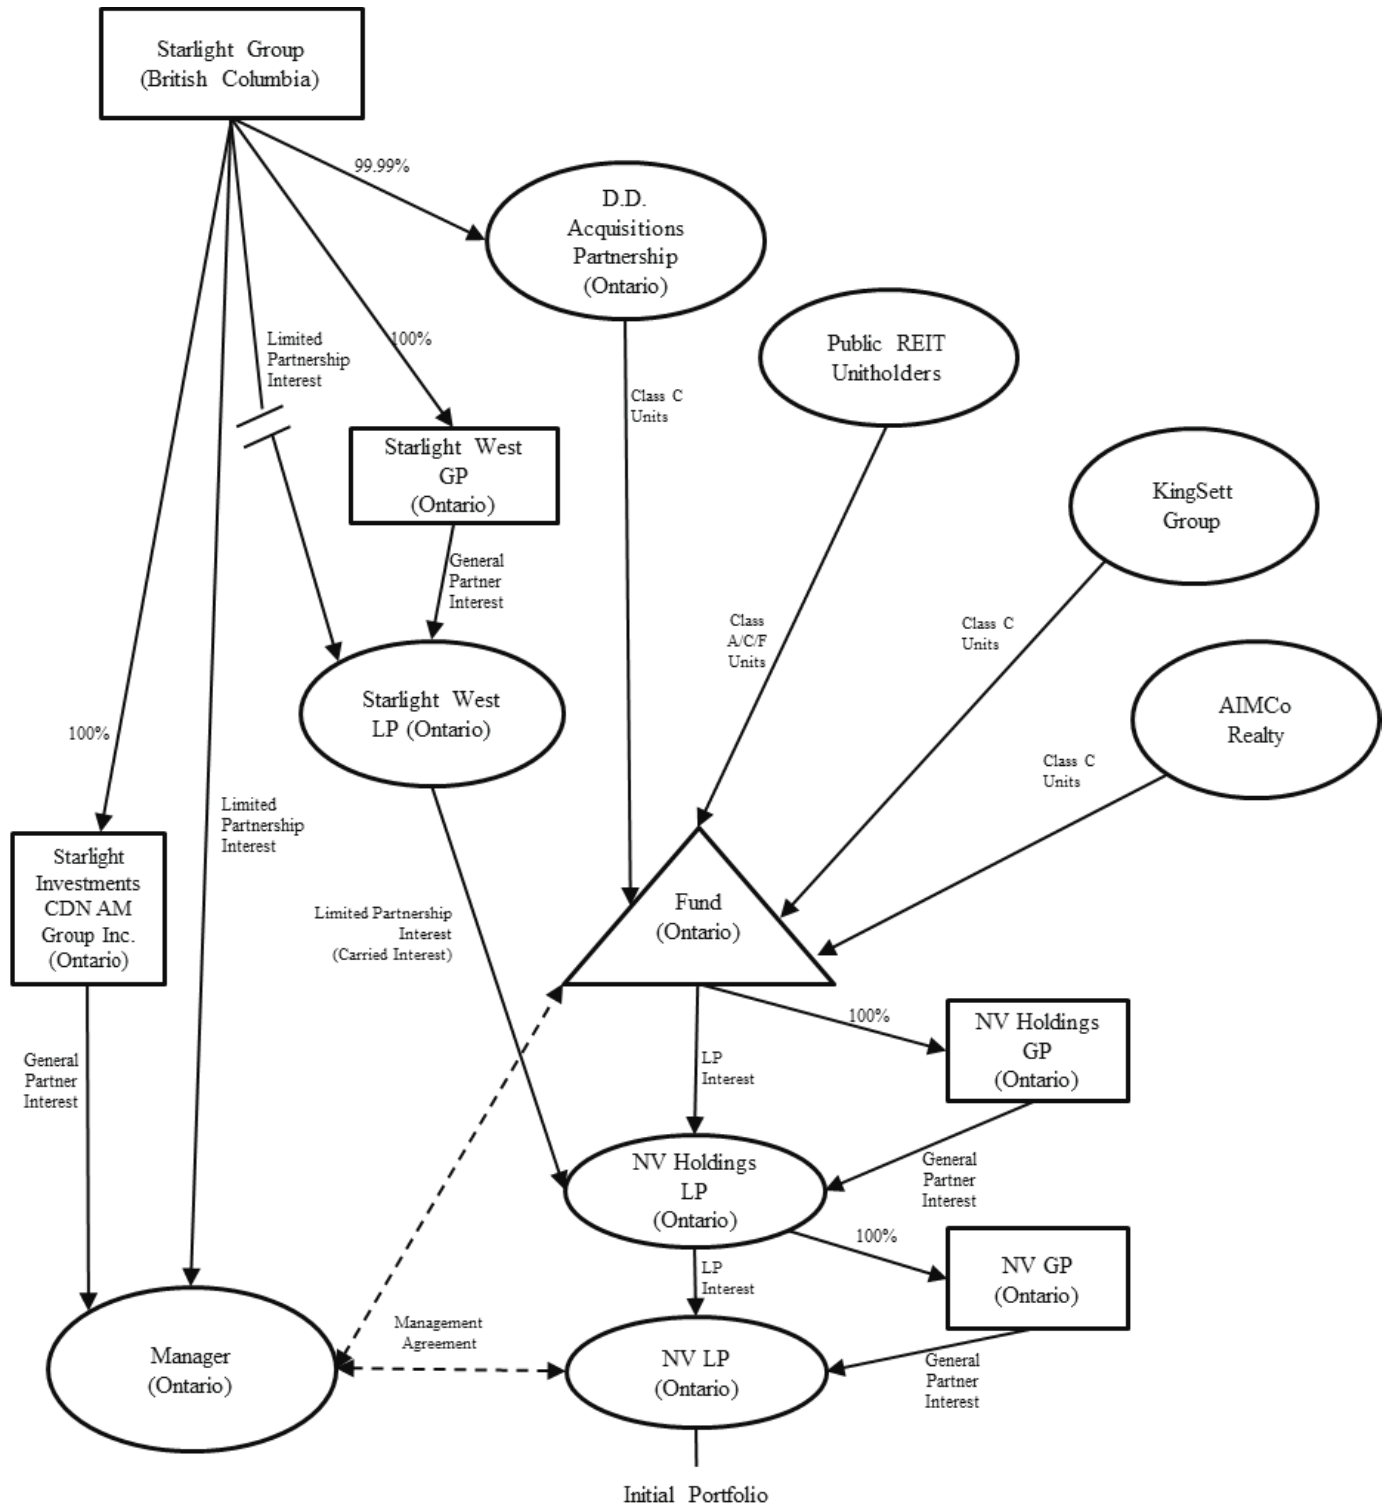 Starlight Group
(British Columbia)
99.99%
D.D.
Acquisitions
Partnership
(Ontario)
Limited
Partnership
Interest
100%
Public REIT
Unitholders
Class C
Units
Starlight West
GP
(Ontario)
KingSett
Group
General
Partner
Interest
Class
A/C/F
Units
Class C
Units
Starlight West
LP (Ontario)
AIMCo
Realty
100%
Class C
Units
Limited
Partnership
Interest
Starlight
Investments
CDN AM
Group Inc.
(Ontario)
Limited Partnership
Interest
(Carried Interest)
Fund
(Ontario)
100%
NV Holdings
GP
(Ontario)
General
Partner
Interest
LP
Interest
NV Holdings
LP
(Ontario)
General
Partner
Interest
100%
LP
Interest
NV GP
(Ontario)
Management
Agreement
Manager
(Ontario)
NV LP
(Ontario)
General
Partner
Interest
Initial Portfolio